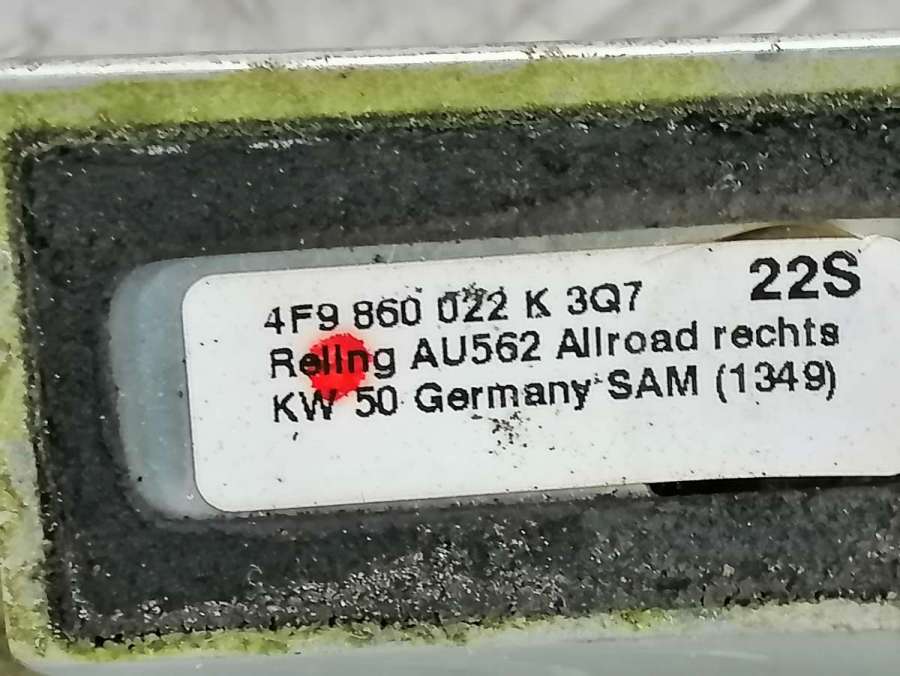 22S
4F9 860 022 K 3Q7
Reling AU562 Allroad rechts
KW 50 Germany SAM (1349)